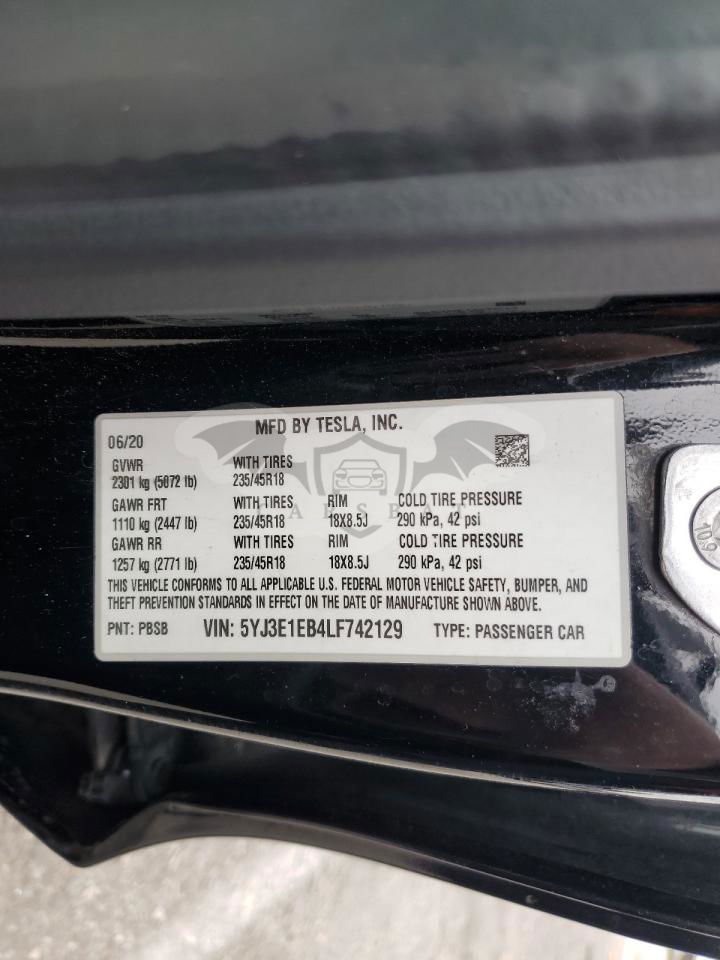 MFD BY TESLA, INC.
06/20
GVWR WITH TIRES
2301 kg (5072 lb) 235/45R18
GAWR FRT WITH TIRES RIM COLD TIRE PRESSURE
1110 kg (2447 lb) 235/45R18 18X8.5J 290 kPa, 42 psi
GAWR RR WITH TIRES RIM COLD TIRE PRESSURE
1257 kg (2771 lb) 235/45R18 18X8.5J 290 kPa, 42 psi
THIS VEHICLE CONFORMS TO ALL APPLICABLE U.S. FEDERAL MOTOR VEHICLE SAFETY, BUMPER, AND
THEFT PREVENTION STANDARDS IN EFFECT ON THE DATE OF MANUFACTURE SHOWN ABOVE.
PNT: PBSB VIN: 5YJ3E1EB4LF742129 TYPE: PASSENGER CAR
10.9